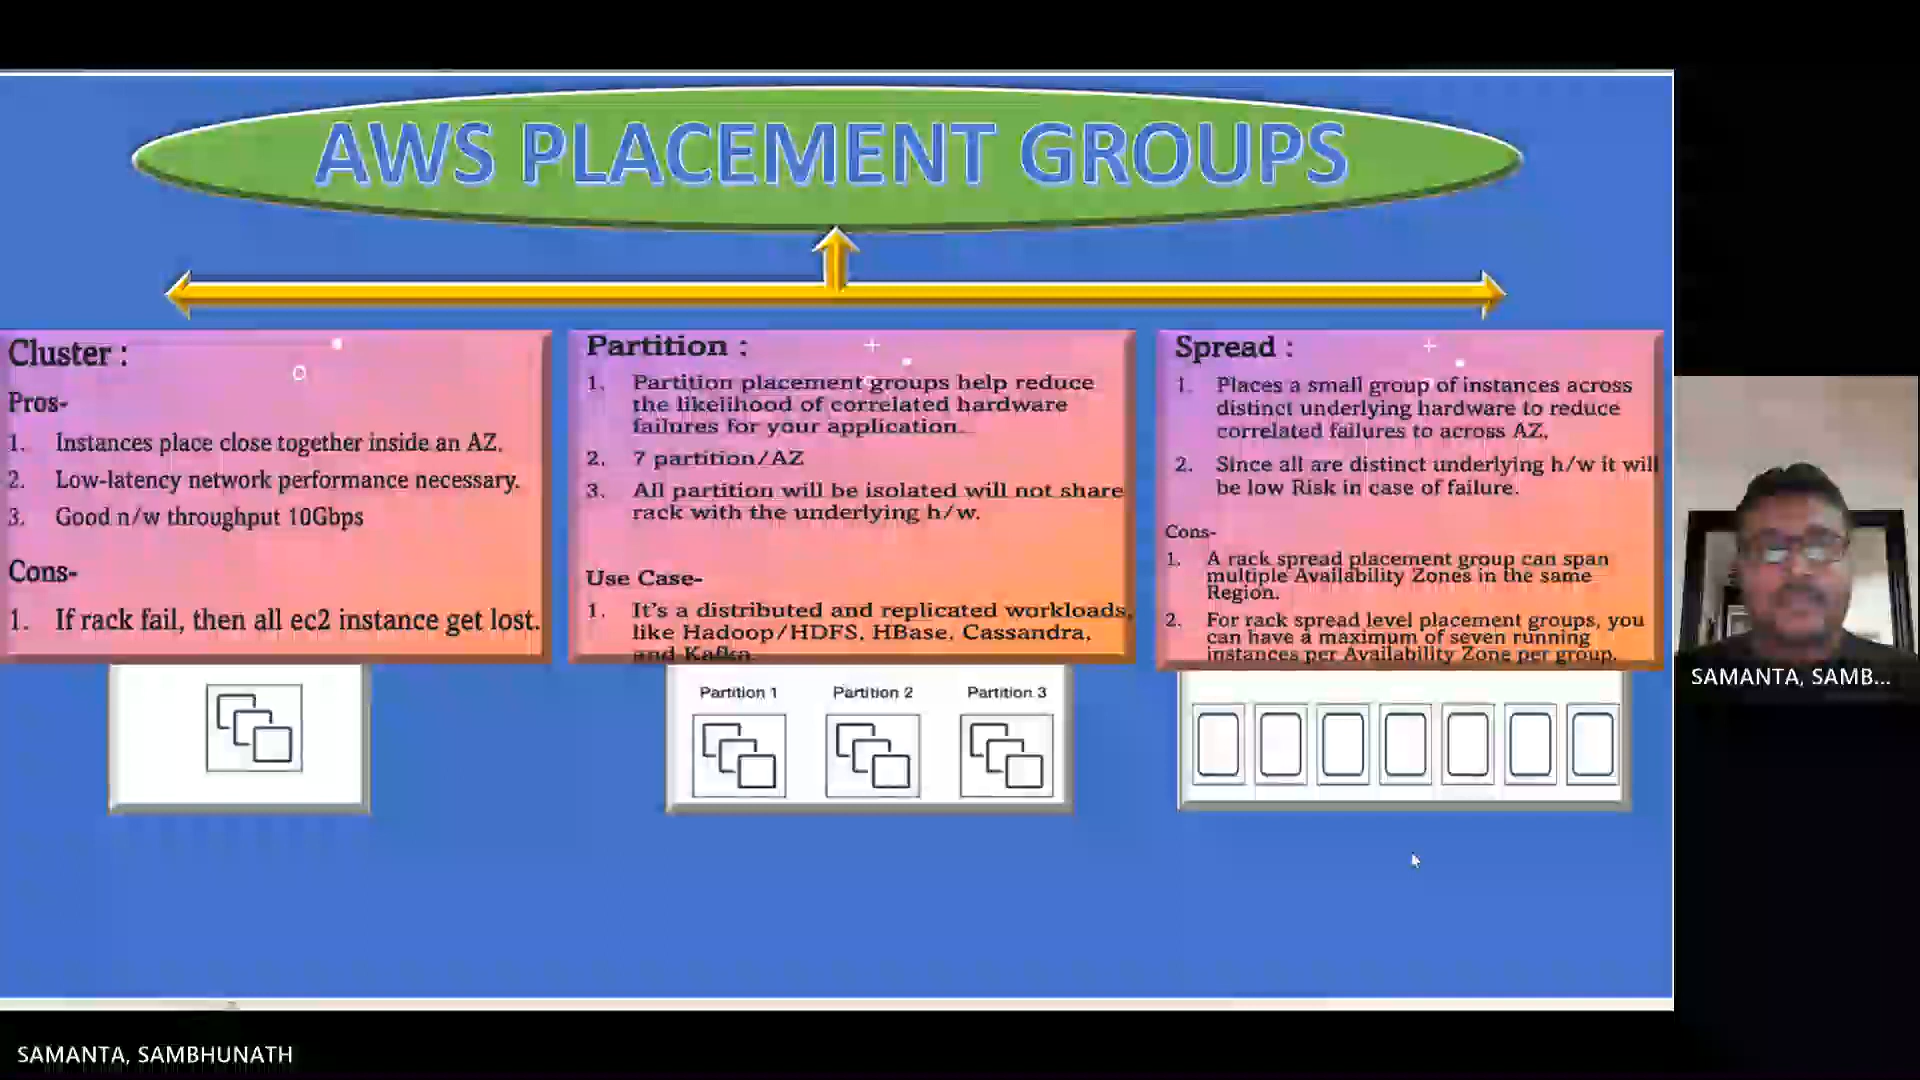 AWS PLACEMENT GROUPS
Cluster :
Pros-
1. Instances place close together inside an AZ.
2. Low-latency network performance necessary.
3. Good n/w throughput 10Gbps
Cons-
1. If rack fail, then all ec2 instance get lost.
Partition :
1. Partition placement groups help reduce
the likelihood of correlated hardware
failures for your application.
2. 7 partition/AZ
3. All partition will be isolated will not share
rack with the underlying h/w.
Use Case-
1. It's a distributed and replicated workloads,
like Hadoop/HDFS, HBase, Cassandra,
and Kafka.
Partition 1 Partition 2 Partition 3
Spread :
1. Places a small group of instances across
distinct underlying hardware to reduce
correlated failures to across AZ.
2. Since all are distinct underlying h/w it will
be low Risk in case of failure.
Cons-
1. A rack spread placement group can span
multiple Availability Zones in the same
Region.
2. For rack spread level placement groups, you
can have a maximum of seven running
instances per Availability Zone per group.
SAMANTA, SAMB...
SAMANTA, SAMBHUNATH